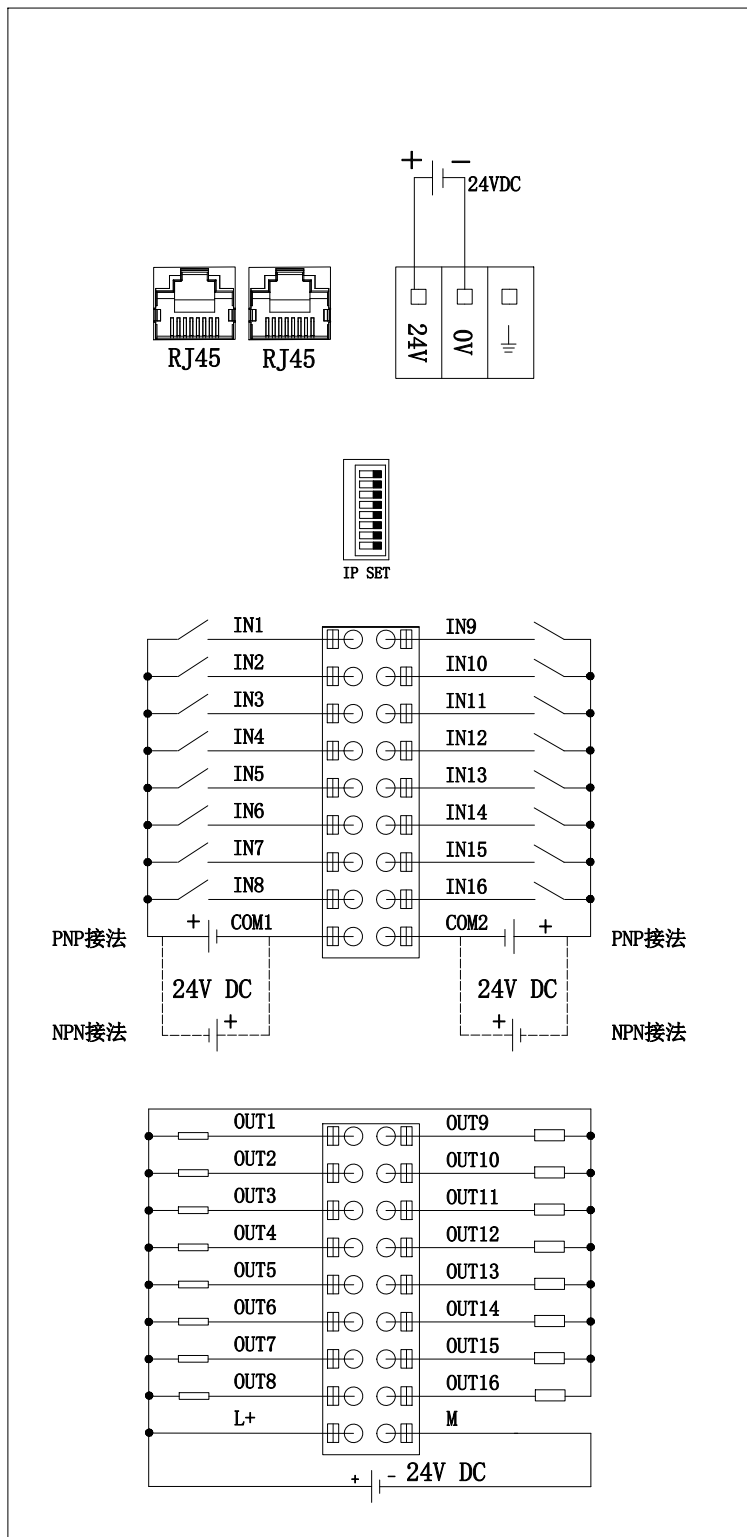 + −
24VDC
24V
0V
RJ45
RJ45
IP SET
IN1
IN9
IN2
IN10
IN3
IN11
IN4
IN12
IN5
IN13
IN6
IN14
IN7
IN15
IN8
IN16
+
COM1
COM2
+
PNP接法
PNP接法
24V DC
24V DC
NPN接法
+
+
NPN接法
OUT1
OUT9
OUT2
OUT10
OUT3
OUT11
OUT4
OUT12
OUT5
OUT13
OUT6
OUT14
OUT7
OUT15
OUT8
OUT16
L+
M
+ - 24V DC